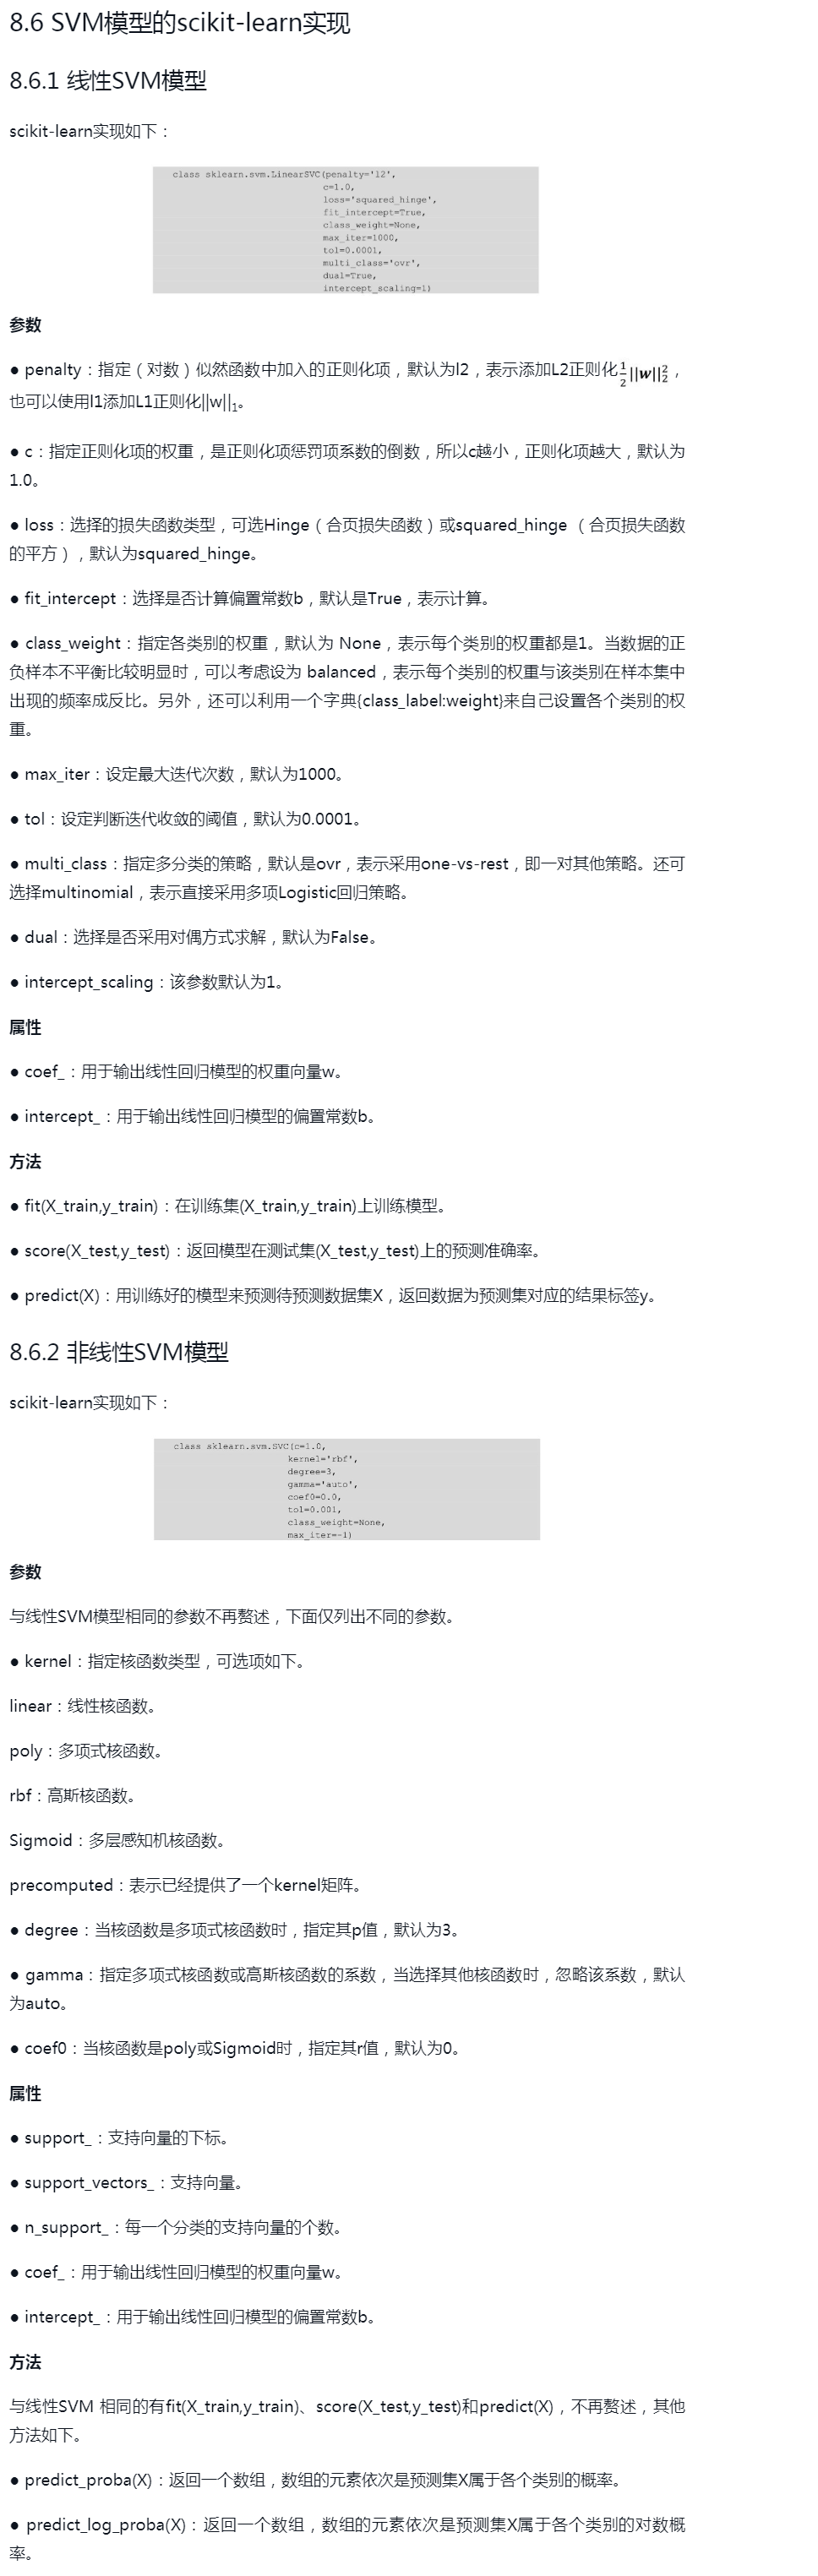 8.6 SVM模型的scikit-learn实现
8.6.1 线性SVM模型
scikit-learn实现如下：
class sklearn.svm.LinearSVC(penalty='l2',
c=1.0,
loss='squared_hinge',
fit_intercept=True,
class_weight=None,
max_iter=1000,
tol=0.0001,
multi_class='ovr',
dual=True,
intercept_scaling=1)
参数
● penalty：指定（对数）似然函数中加入的正则化项，默认为l2，表示添加L2正则化½||w||₂²，
也可以使用l1添加L1正则化||w||₁。
● c：指定正则化项的权重，是正则化项惩罚项系数的倒数，所以c越小，正则化项越大，默认为
1.0。
● loss：选择的损失函数类型，可选Hinge（合页损失函数）或squared_hinge （合页损失函数
的平方），默认为squared_hinge。
● fit_intercept：选择是否计算偏置常数b，默认是True，表示计算。
● class_weight：指定各类别的权重，默认为 None，表示每个类别的权重都是1。当数据的正
负样本不平衡比较明显时，可以考虑设为 balanced，表示每个类别的权重与该类别在样本集中
出现的频率成反比。另外，还可以利用一个字典{class_label:weight}来自己设置各个类别的权
重。
● max_iter：设定最大迭代次数，默认为1000。
● tol：设定判断迭代收敛的阈值，默认为0.0001。
● multi_class：指定多分类的策略，默认是ovr，表示采用one-vs-rest，即一对其他策略。还可
选择multinomial，表示直接采用多项Logistic回归策略。
● dual：选择是否采用对偶方式求解，默认为False。
● intercept_scaling：该参数默认为1。
属性
● coef_：用于输出线性回归模型的权重向量w。
● intercept_：用于输出线性回归模型的偏置常数b。
方法
● fit(X_train,y_train)：在训练集(X_train,y_train)上训练模型。
● score(X_test,y_test)：返回模型在测试集(X_test,y_test)上的预测准确率。
● predict(X)：用训练好的模型来预测待预测数据集X，返回数据为预测集对应的结果标签y。
8.6.2 非线性SVM模型
scikit-learn实现如下：
class sklearn.svm.SVC(c=1.0,
kernel='rbf',
degree=3,
gamma='auto',
coef0=0.0,
tol=0.001,
class_weight=None,
max_iter=-1)
参数
与线性SVM模型相同的参数不再赘述，下面仅列出不同的参数。
● kernel：指定核函数类型，可选项如下。
linear：线性核函数。
poly：多项式核函数。
rbf：高斯核函数。
Sigmoid：多层感知机核函数。
precomputed：表示已经提供了一个kernel矩阵。
● degree：当核函数是多项式核函数时，指定其p值，默认为3。
● gamma：指定多项式核函数或高斯核函数的系数，当选择其他核函数时，忽略该系数，默认
为auto。
● coef0：当核函数是poly或Sigmoid时，指定其r值，默认为0。
属性
● support_：支持向量的下标。
● support_vectors_：支持向量。
● n_support_：每一个分类的支持向量的个数。
● coef_：用于输出线性回归模型的权重向量w。
● intercept_：用于输出线性回归模型的偏置常数b。
方法
与线性SVM 相同的有fit(X_train,y_train)、score(X_test,y_test)和predict(X)，不再赘述，其他
方法如下。
● predict_proba(X)：返回一个数组，数组的元素依次是预测集X属于各个类别的概率。
● predict_log_proba(X)：返回一个数组，数组的元素依次是预测集X属于各个类别的对数概
率。